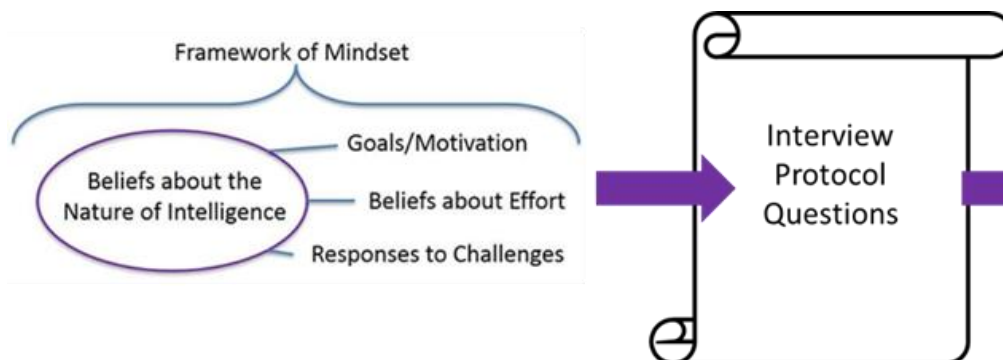 Framework of Mindset
Goals/Motivation
Beliefs about the
Nature of Intelligence
Beliefs about Effort
Responses to Challenges
Interview
Protocol
Questions